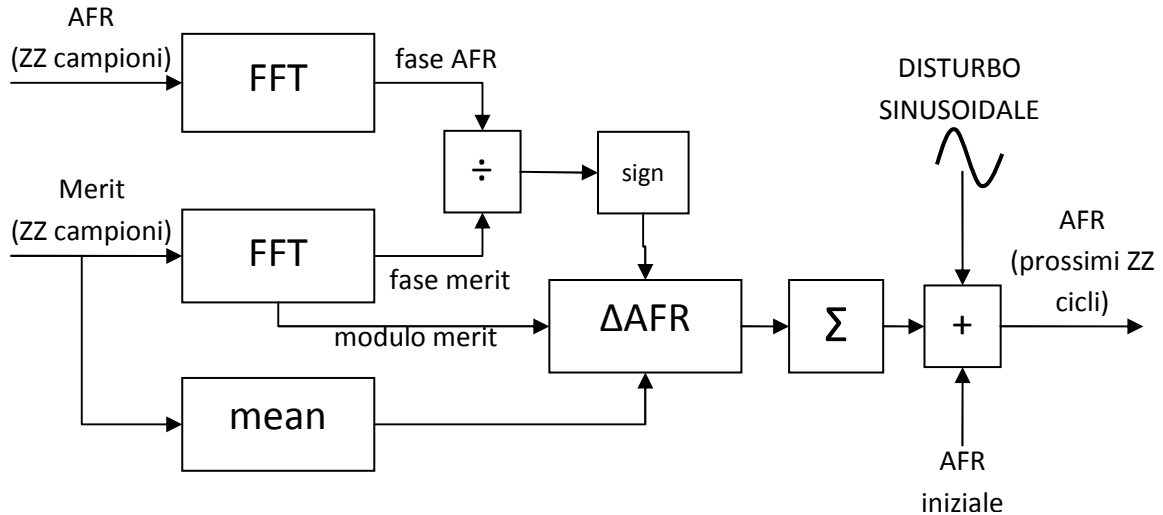 AFR
(ZZ campioni)
FFT
fase AFR
÷
sign
DISTURBO
SINUSOIDALE
Merit
(ZZ campioni)
FFT
fase merit
modulo merit
ΔAFR
Σ
+
AFR
(prossimi ZZ
cicli)
mean
AFR
iniziale